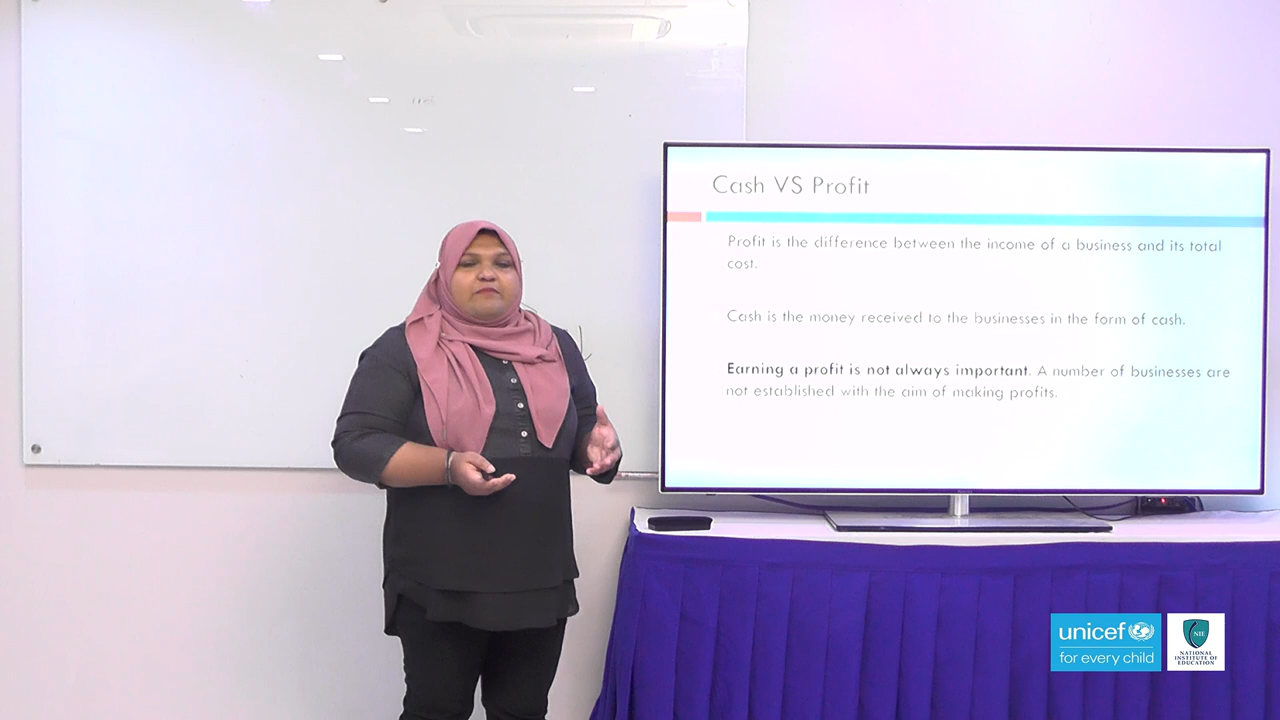 Cash VS Profit
Profit is the difference between the income of a business and its total
cost.
Cash is the money received to the businesses in the form of cash.
Earning a profit is not always important. A number of businesses are
not established with the aim of making profits.
unicef
for every child
NIE
NATIONAL
INSTITUTE OF
EDUCATION